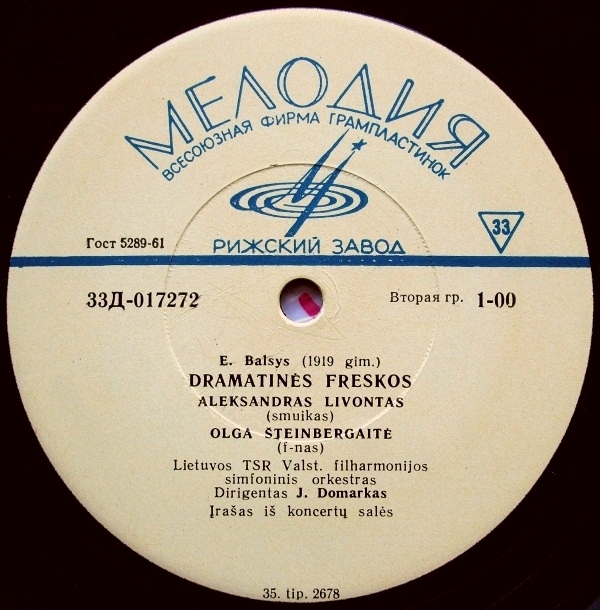 МЕЛОДИЯ
ВСЕСОЮЗНАЯ ФИРМА ГРАМПЛАСТИНОК
РИЖСКИЙ ЗАВОД
Гост 5289-61
33
33Д-017272
Вторая гр. 1-00
E. Balsys (1919 gim.)
DRAMATINĖS FRESKOS
ALEKSANDRAS LIVONTAS
(smuikas)
OLGA ŠTEINBERGAITĖ
(f-nas)
Lietuvos TSR Valst. filharmonijos
simfoninis orkestras
Dirigentas J. Domarkas
Įrašas iš koncertų salės
35. tip. 2678